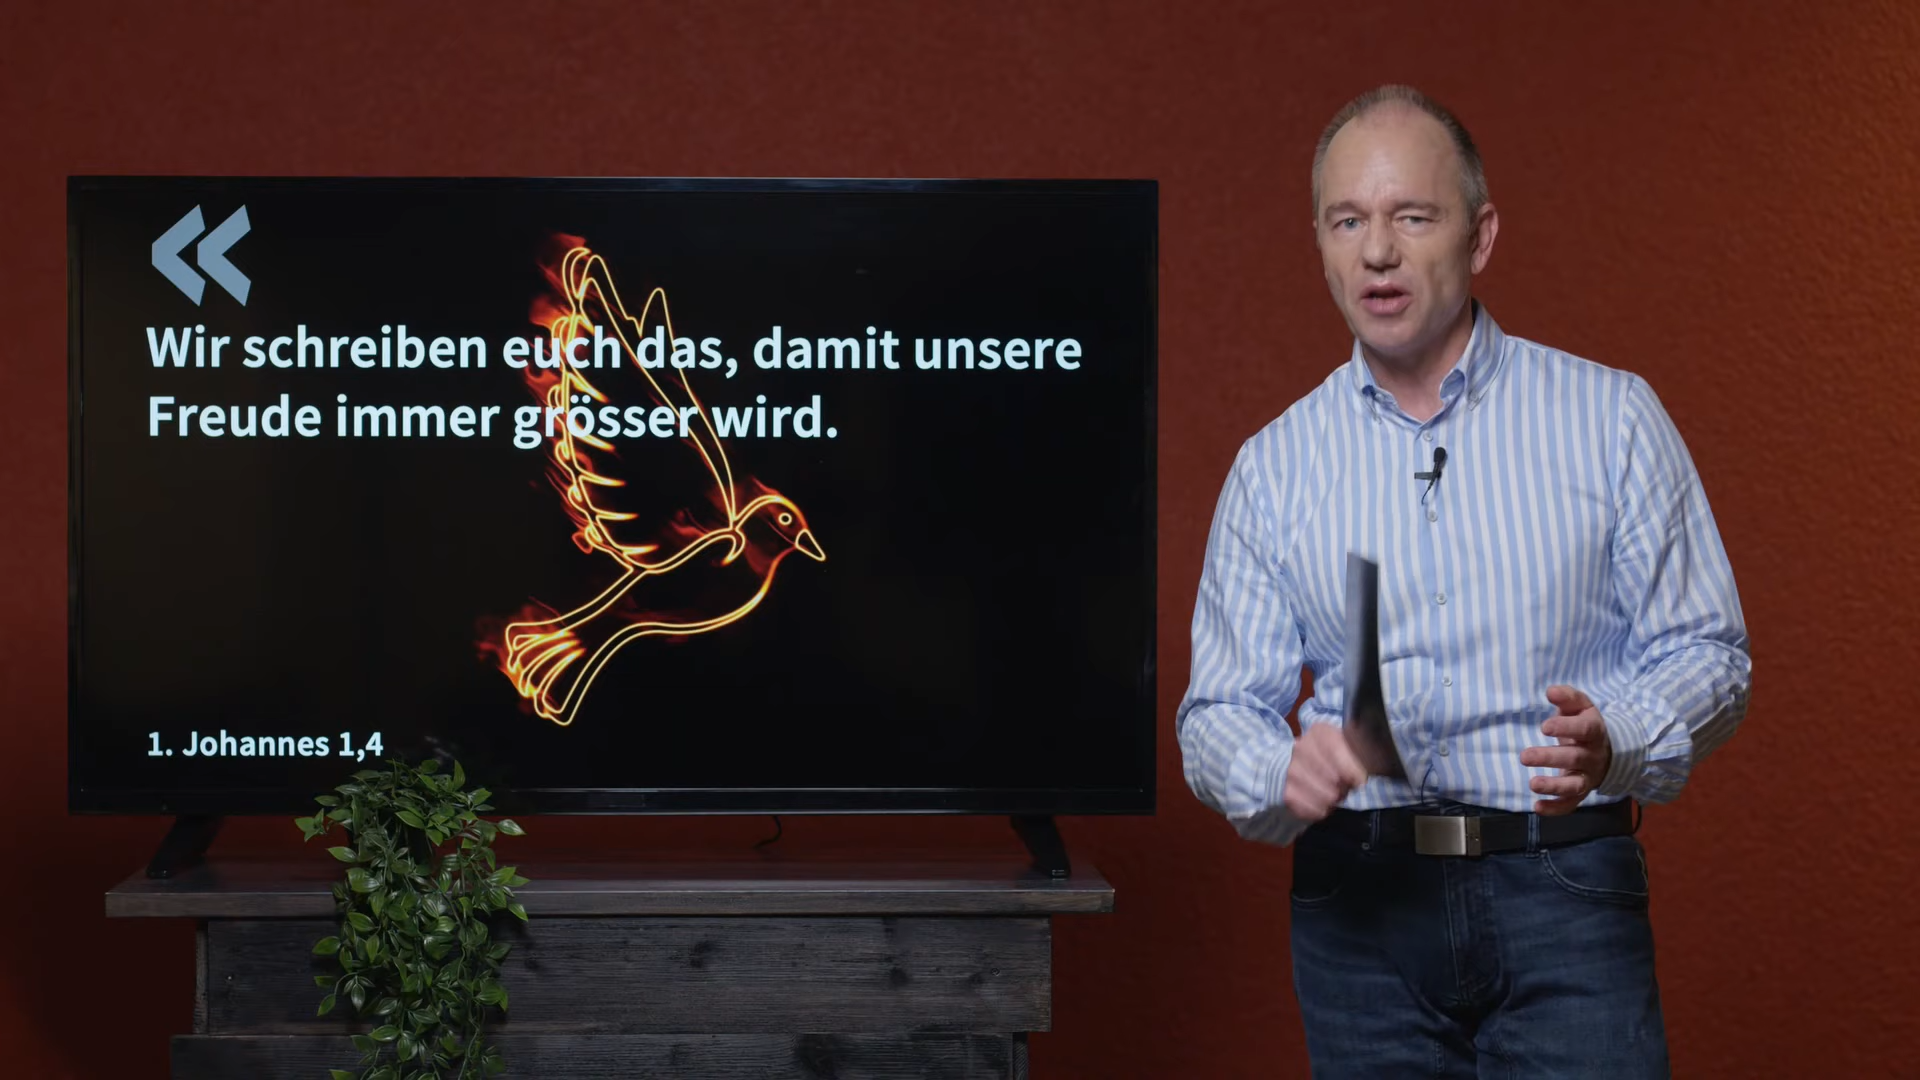 «
Wir schreiben euch das, damit unsere
Freude immer grösser wird.
1. Johannes 1,4